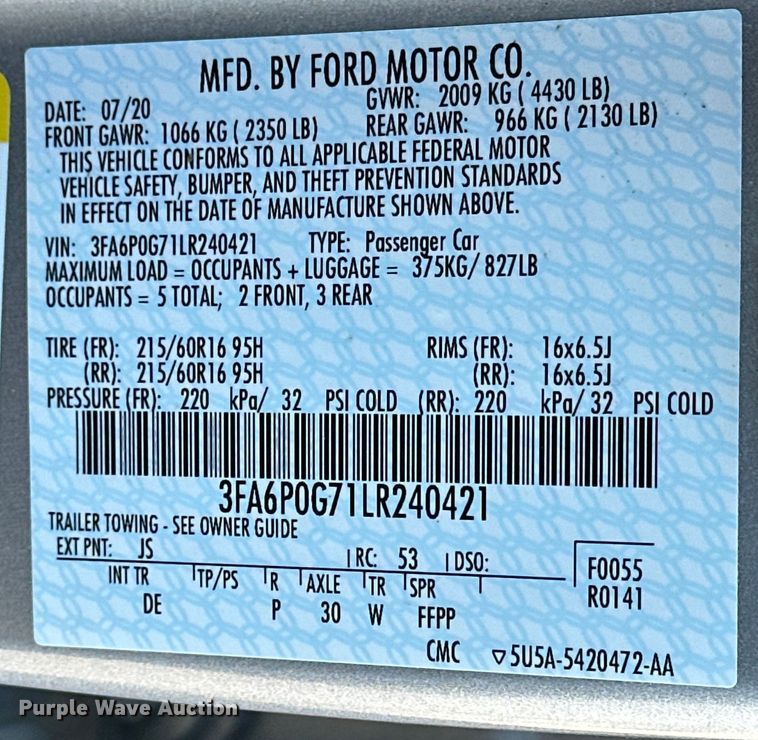 MFD. BY FORD MOTOR CO.
DATE: 07/20 GVWR: 2009 KG ( 4430 LB)
FRONT GAWR: 1066 KG ( 2350 LB) REAR GAWR: 966 KG ( 2130 LB)
THIS VEHICLE CONFORMS TO ALL APPLICABLE FEDERAL MOTOR
VEHICLE SAFETY, BUMPER, AND THEFT PREVENTION STANDARDS
IN EFFECT ON THE DATE OF MANUFACTURE SHOWN ABOVE.
VIN: 3FA6P0G71LR240421 TYPE: Passenger Car
MAXIMUM LOAD = OCCUPANTS + LUGGAGE = 375KG/ 827LB
OCCUPANTS = 5 TOTAL; 2 FRONT, 3 REAR
TIRE (FR): 215/60R16 95H RIMS (FR): 16x6.5J
(RR): 215/60R16 95H (RR): 16x6.5J
PRESSURE (FR): 220 kPa/ 32 PSI COLD (RR): 220 kPa/ 32 PSI COLD
3FA6P0G71LR240421
TRAILER TOWING - SEE OWNER GUIDE
EXT PNT: JS RC: 53 DSO: F0055
INT TR TP/PS R AXLE TR SPR R0141
DE P 30 W FFPP
CMC ▽5U5A-5420472-AA
Purple Wave Auction